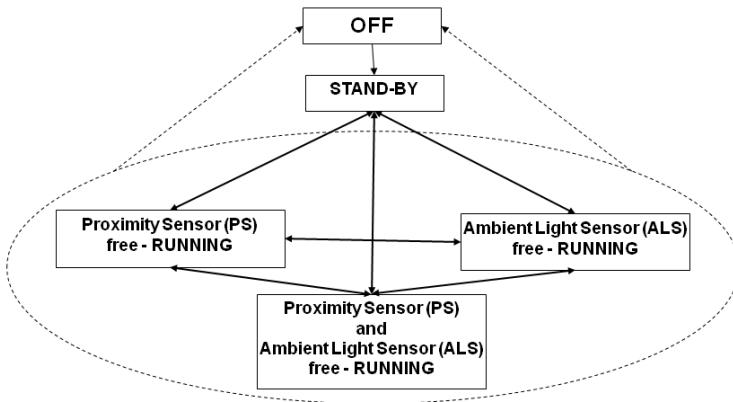 OFF
STAND-BY
Proximity Sensor (PS)
free - RUNNING
Ambient Light Sensor (ALS)
free - RUNNING
Proximity Sensor (PS)
and
Ambient Light Sensor (ALS)
free - RUNNING